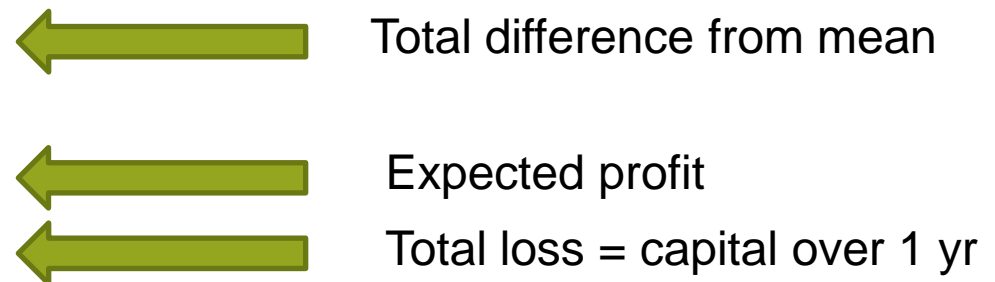 Total difference from mean
Expected profit
Total loss = capital over 1 yr